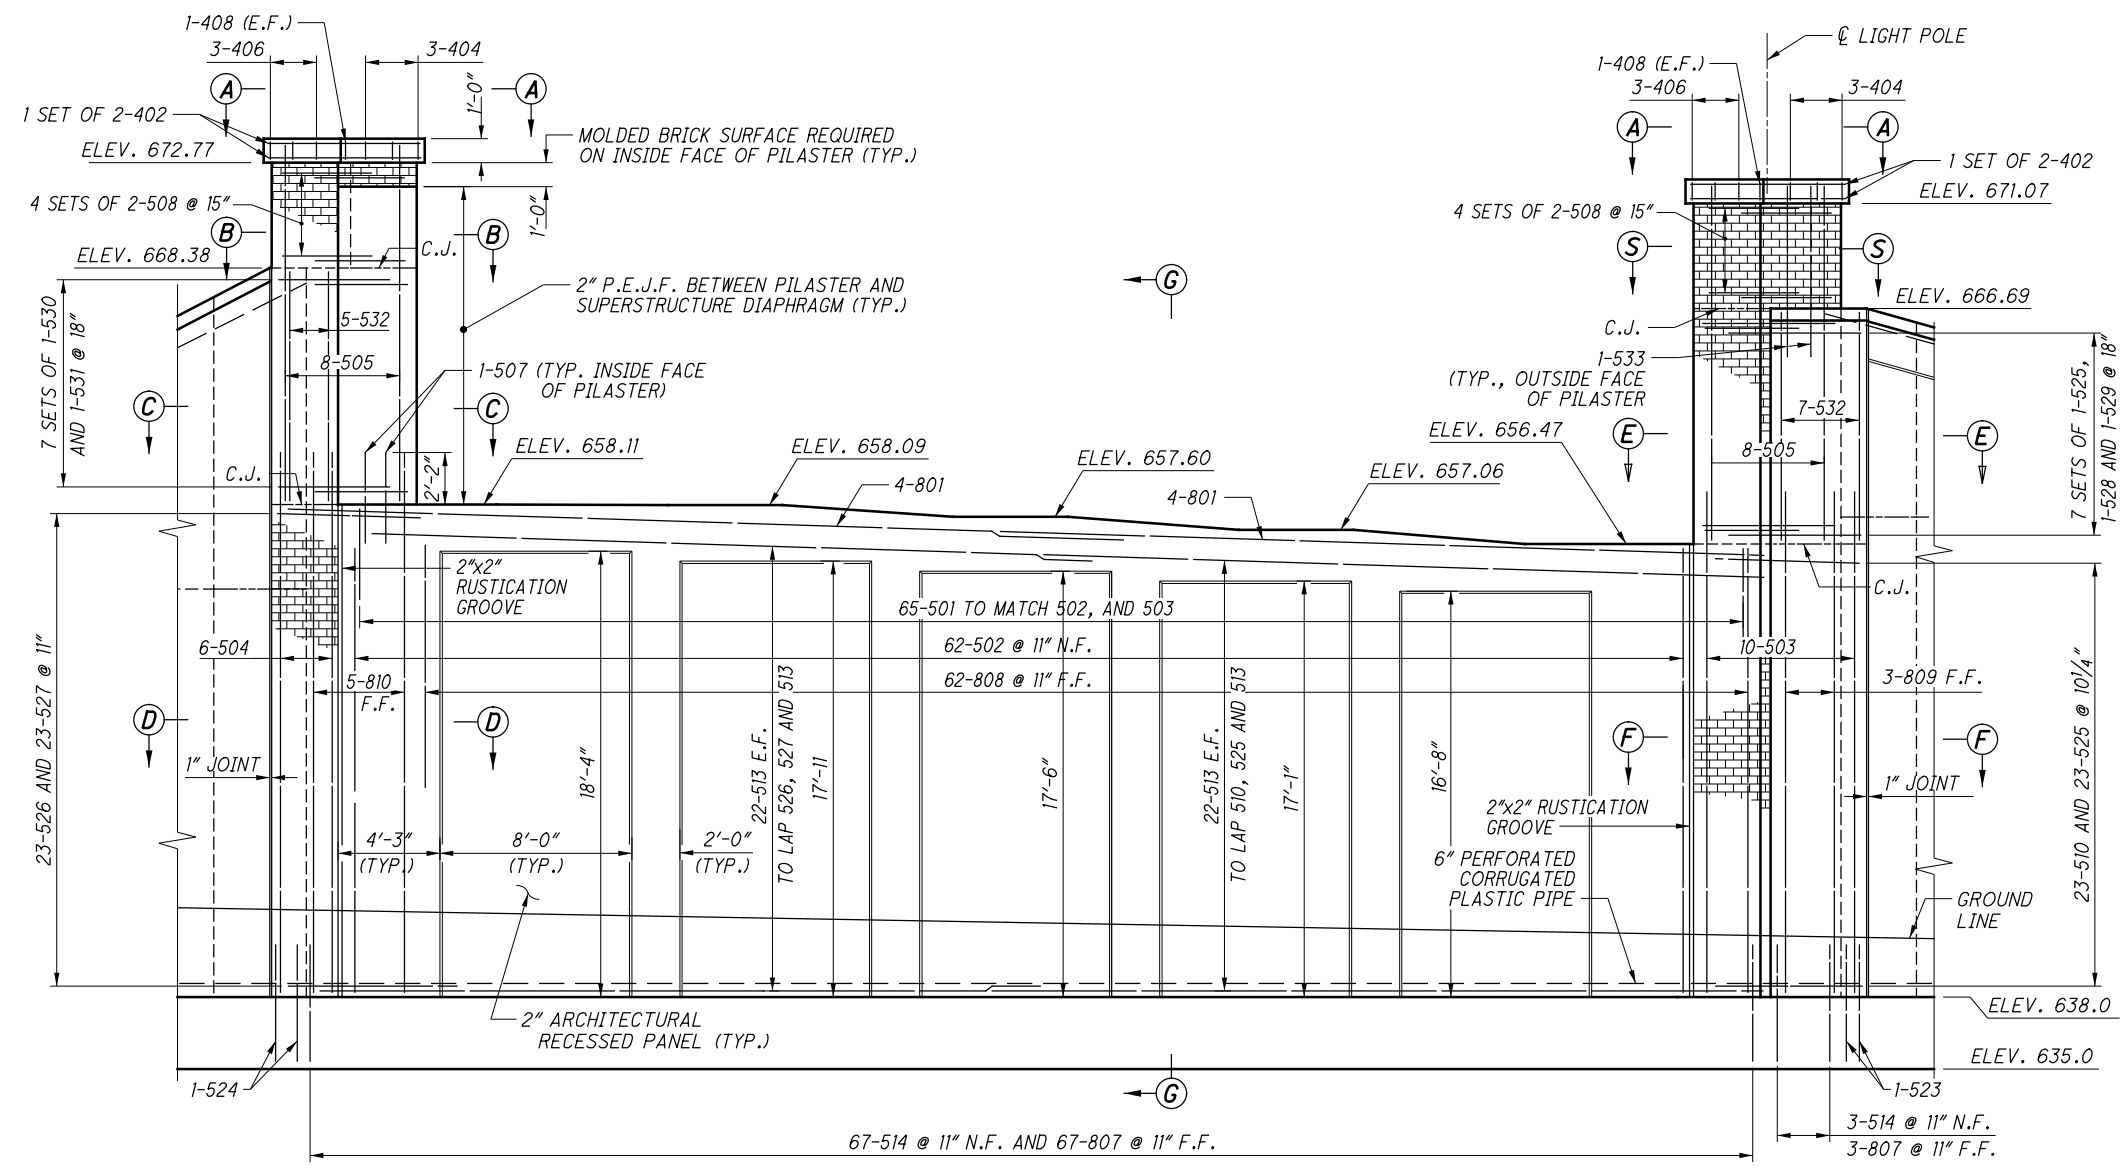 1-408 (E.F.)
3-406
3-404
1'-0"
A
A
1 SET OF 2-402
ELEV. 672.77
MOLDED BRICK SURFACE REQUIRED
ON INSIDE FACE OF PILASTER (TYP.)
4 SETS OF 2-508 @ 15"
1'-0"
B
B
C.J.
ELEV. 668.38
2" P.E.J.F. BETWEEN PILASTER AND
SUPERSTRUCTURE DIAPHRAGM (TYP.)
7 SETS OF 1-530
AND 1-531 @ 18"
5-532
8-505
1-507 (TYP. INSIDE FACE
OF PILASTER)
C
C
C.J.
2'-2"
ELEV. 658.11
ELEV. 658.09
4-801
ELEV. 657.60
4-801
ELEV. 657.06
ELEV. 656.47
G
℄ LIGHT POLE
1-408 (E.F.)
3-406
3-404
A
A
1 SET OF 2-402
ELEV. 671.07
4 SETS OF 2-508 @ 15"
S
S
ELEV. 666.69
C.J.
1-533
(TYP., OUTSIDE FACE
OF PILASTER
7-532
8-505
E
E
7 SETS OF 1-525,
1-528 AND 1-529 @ 18"
C.J.
2"x2"
RUSTICATION
GROOVE
65-501 TO MATCH 502, AND 503
62-502 @ 11" N.F.
62-808 @ 11" F.F.
6-504
5-810
F.F.
10-503
3-809 F.F.
23-526 AND 23-527 @ 11"
D
D
1" JOINT
18'-4"
22-513 E.F.
TO LAP 526, 527 AND 513
17'-11
17'-6"
22-513 E.F.
TO LAP 510, 525 AND 513
17'-1"
16'-8"
F
F
1" JOINT
23-510 AND 23-525 @ 10 1/4"
4'-3"
(TYP.)
8'-0"
(TYP.)
2'-0"
(TYP.)
2"x2" RUSTICATION
GROOVE
6" PERFORATED
CORRUGATED
PLASTIC PIPE
GROUND
LINE
2" ARCHITECTURAL
RECESSED PANEL (TYP.)
ELEV. 638.0
ELEV. 635.0
1-524
G
1-523
67-514 @ 11" N.F. AND 67-807 @ 11" F.F.
3-514 @ 11" N.F.
3-807 @ 11" F.F.